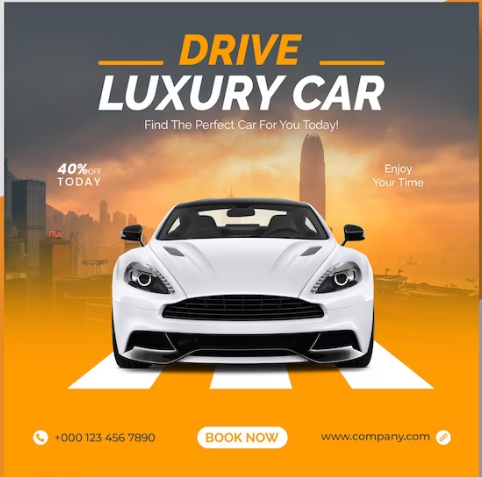 DRIVE
LUXURY CAR
Find The Perfect Car For You Today!
40% OFF
TODAY
Enjoy
Your Time
+000 123 456 7890
BOOK NOW
www.company.com